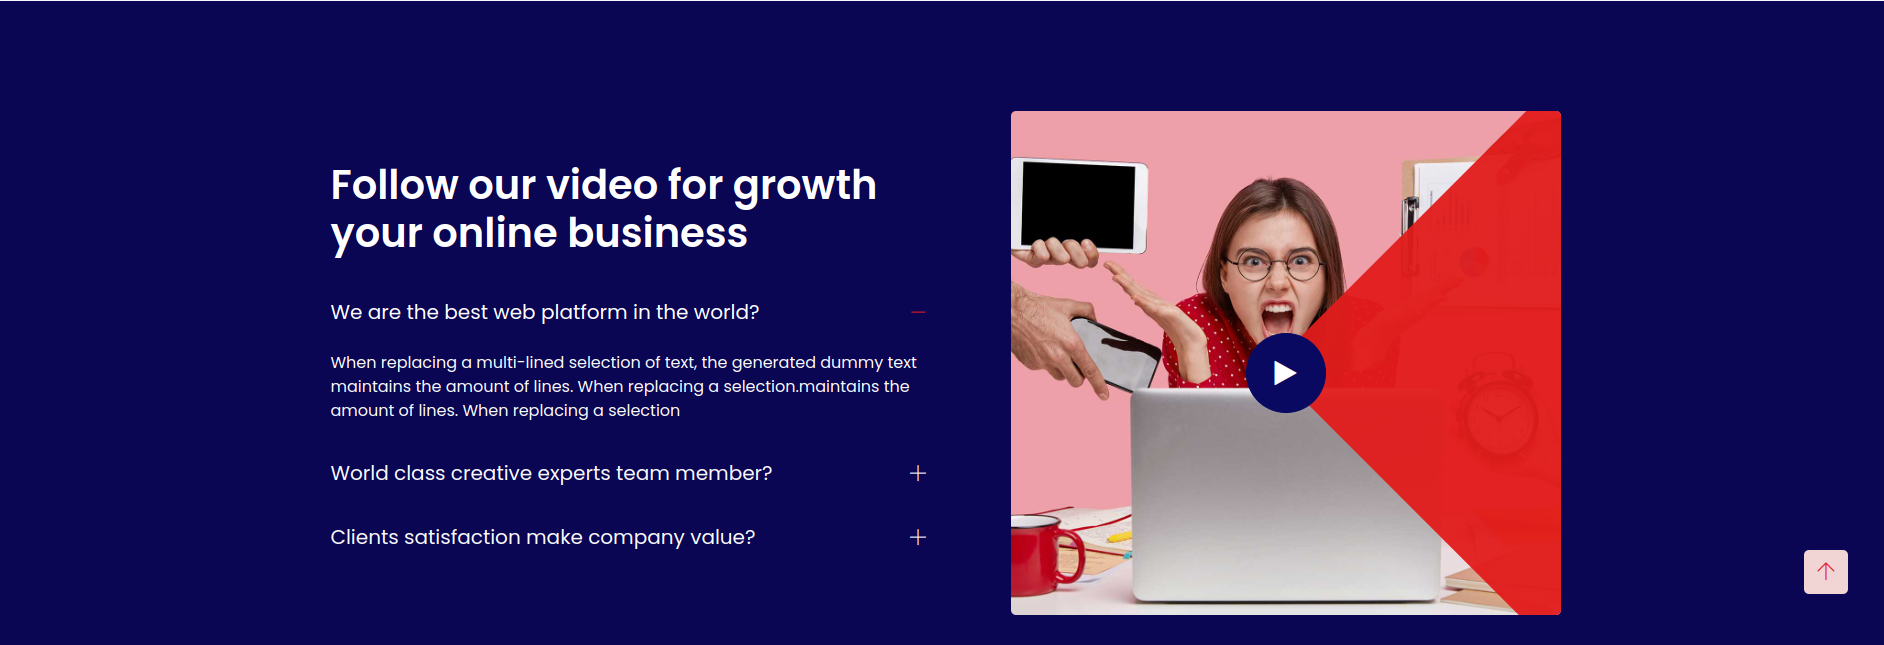 Follow our video for growth
your online business
We are the best web platform in the world?
When replacing a multi-lined selection of text, the generated dummy text
maintains the amount of lines. When replacing a selection.maintains the
amount of lines. When replacing a selection
World class creative experts team member?
Clients satisfaction make company value?